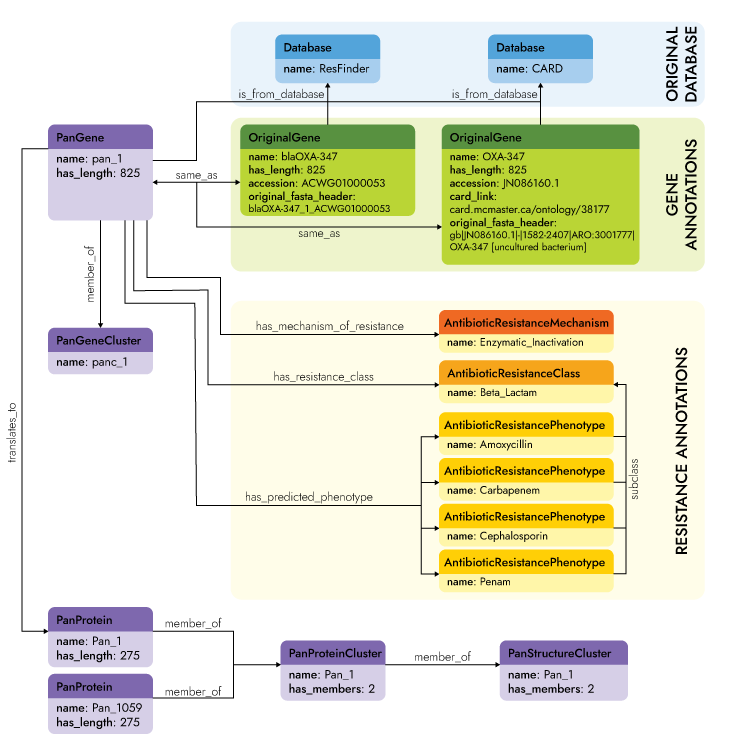 Database
name: ResFinder
Database
name: CARD
ORIGINAL
DATABASE
is_from_database
is_from_database
PanGene
name: pan_1
has_length: 825
same_as
same_as
OriginalGene
name: blaOXA-347
has_length: 825
accession: ACWG01000053
original_fasta_header:
blaOXA-347_1_ACWG01000053
OriginalGene
name: OXA-347
has_length: 825
accession: JN086160.1
card_link:
card.mcmaster.ca/ontology/38177
original_fasta_header:
gb|JN086160.1|-|1582-2407|ARO:3001777|
OXA-347 [uncultured bacterium]
GENE
ANNOTATIONS
member_of
PanGeneCluster
name: panc_1
translates_to
has_mechanism_of_resistance
AntibioticResistanceMechanism
name: Enzymatic_Inactivation
has_resistance_class
AntibioticResistanceClass
name: Beta_Lactam
has_predicted_phenotype
AntibioticResistancePhenotype
name: Amoxycillin
AntibioticResistancePhenotype
name: Carbapenem
AntibioticResistancePhenotype
name: Cephalosporin
AntibioticResistancePhenotype
name: Penam
subclass
RESISTANCE ANNOTATIONS
PanProtein
name: Pan_1
has_length: 275
member_of
PanProtein
name: Pan_1059
has_length: 275
member_of
PanProteinCluster
name: Pan_1
has_members: 2
member_of
PanStructureCluster
name: Pan_1
has_members: 2